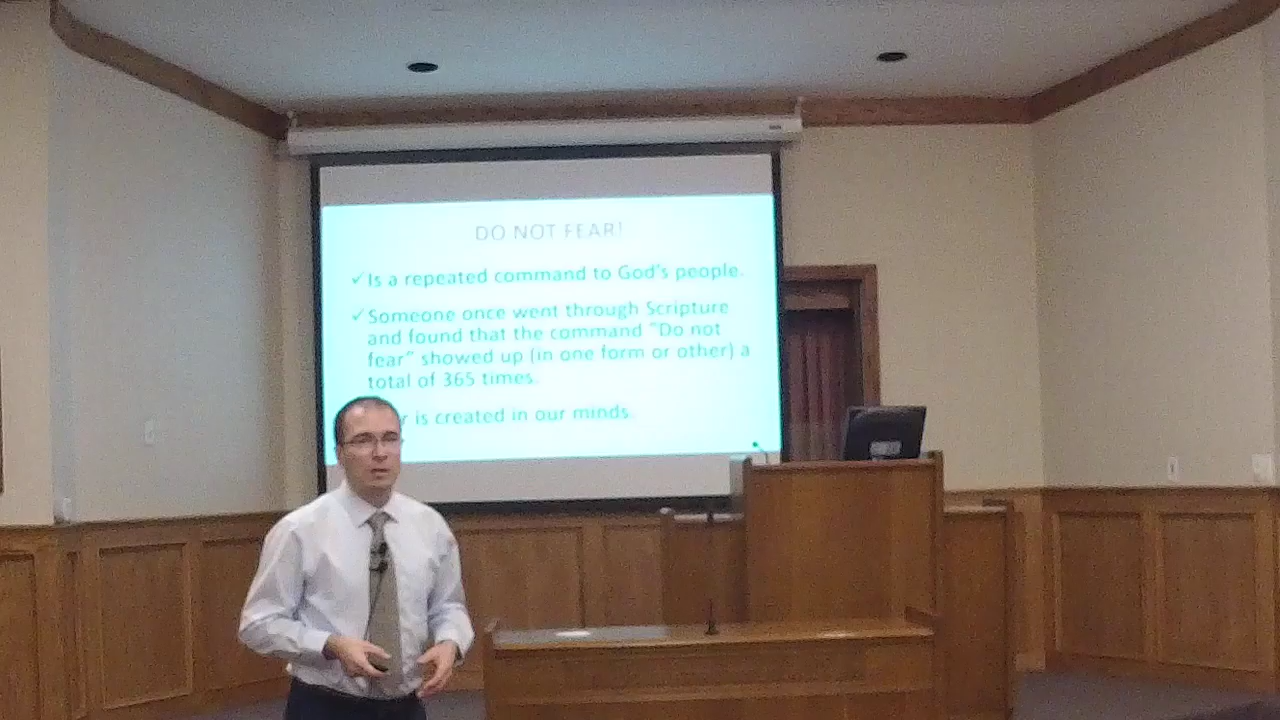 DO NOT FEAR!
✓Is a repeated command to God's people.
✓Someone once went through Scripture
and found that the command "Do not
fear" showed up (in one form or other) a
total of 365 times.
r is created in our minds.